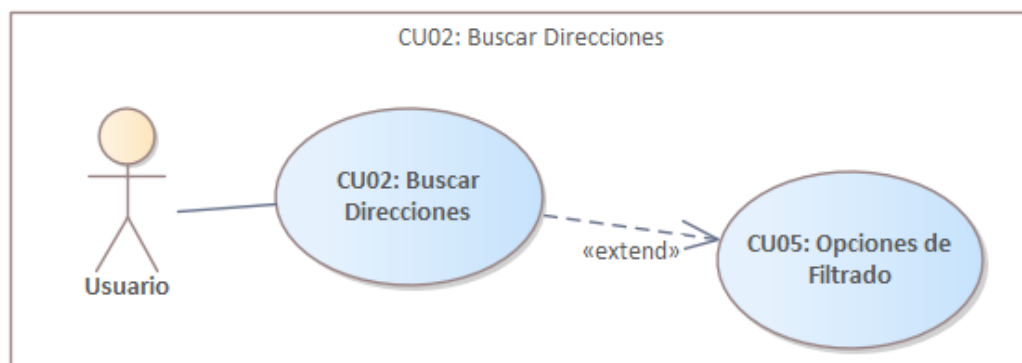 CU02: Buscar Direcciones
CU02: Buscar
Direcciones
«extend»
CU05: Opciones de
Filtrado
Usuario